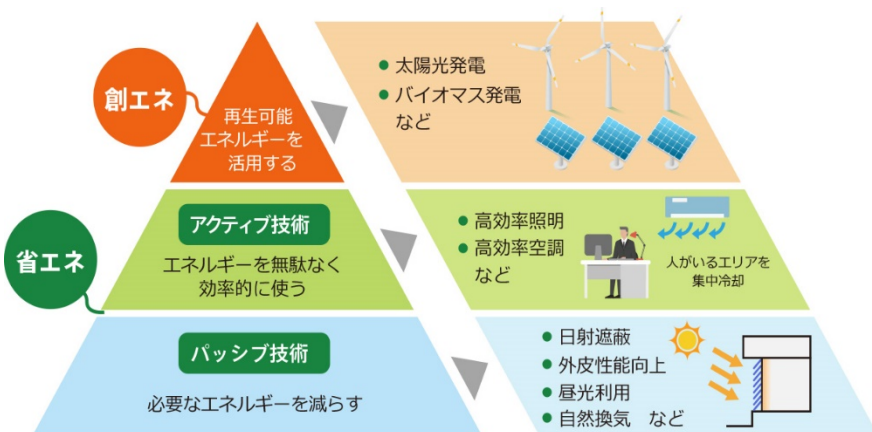 創エネ
再生可能
エネルギーを
活用する
● 太陽光発電
● バイオマス発電
など
省エネ
アクティブ技術
エネルギーを無駄なく
効率的に使う
● 高効率照明
● 高効率空調
など
人がいるエリアを
集中冷却
パッシブ技術
必要なエネルギーを減らす
● 日射遮蔽
● 外皮性能向上
● 昼光利用
● 自然換気 など